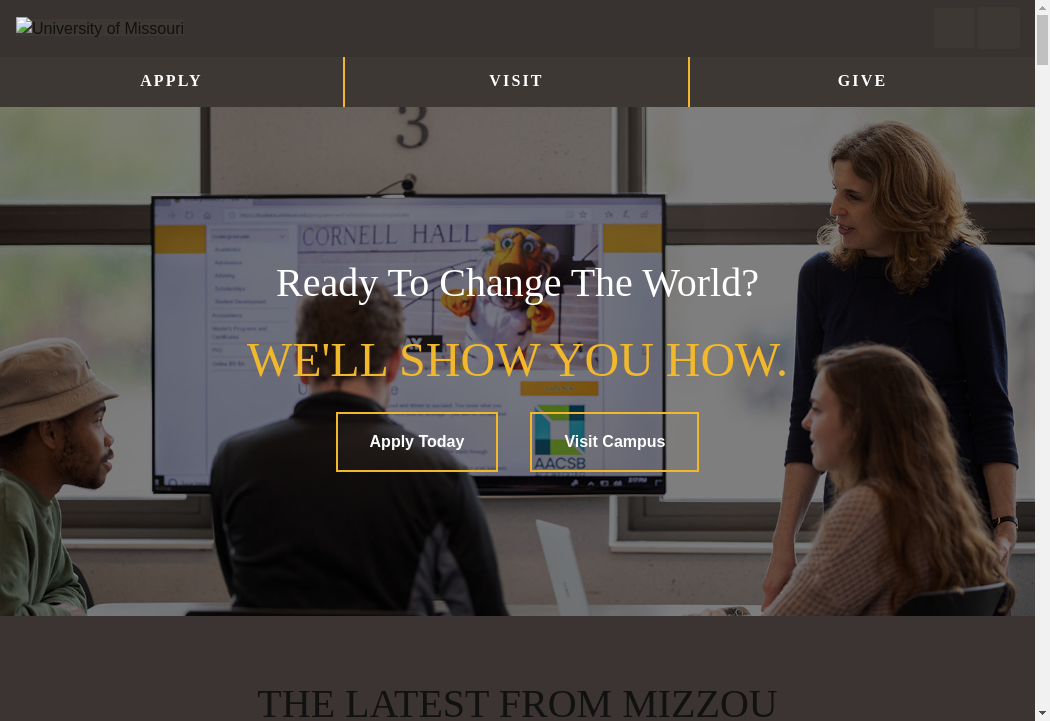 University of Missouri
APPLY
VISIT
GIVE
3
CORNELL HALL
Ready To Change The World?
WE'LL SHOW YOU HOW.
Apply Today
Visit Campus
AACSB
THE LATEST FROM MIZZOU